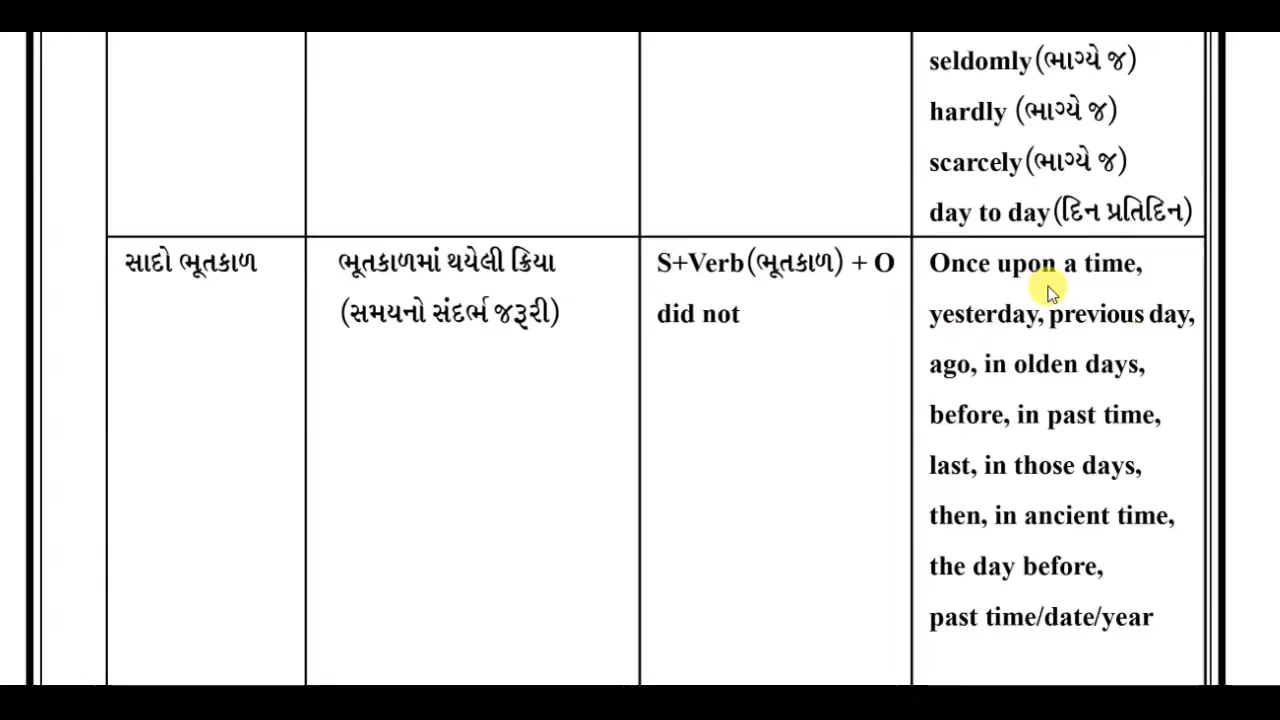 seldomly(ભાગ્યે જ)
hardly (ભાગ્યે જ)
scarcely(ભાગ્યે જ)
day to day(દિન પ્રતિદિન)
સાદો ભૂતકાળ
ભૂતકાળમાં થયેલી ક્રિયા
(સમયનો સંદર્ભ જરૂરી)
S+Verb(ભૂતકાળ) + O
did not
Once upon a time,
yesterday, previous day,
ago, in olden days,
before, in past time,
last, in those days,
then, in ancient time,
the day before,
past time/date/year